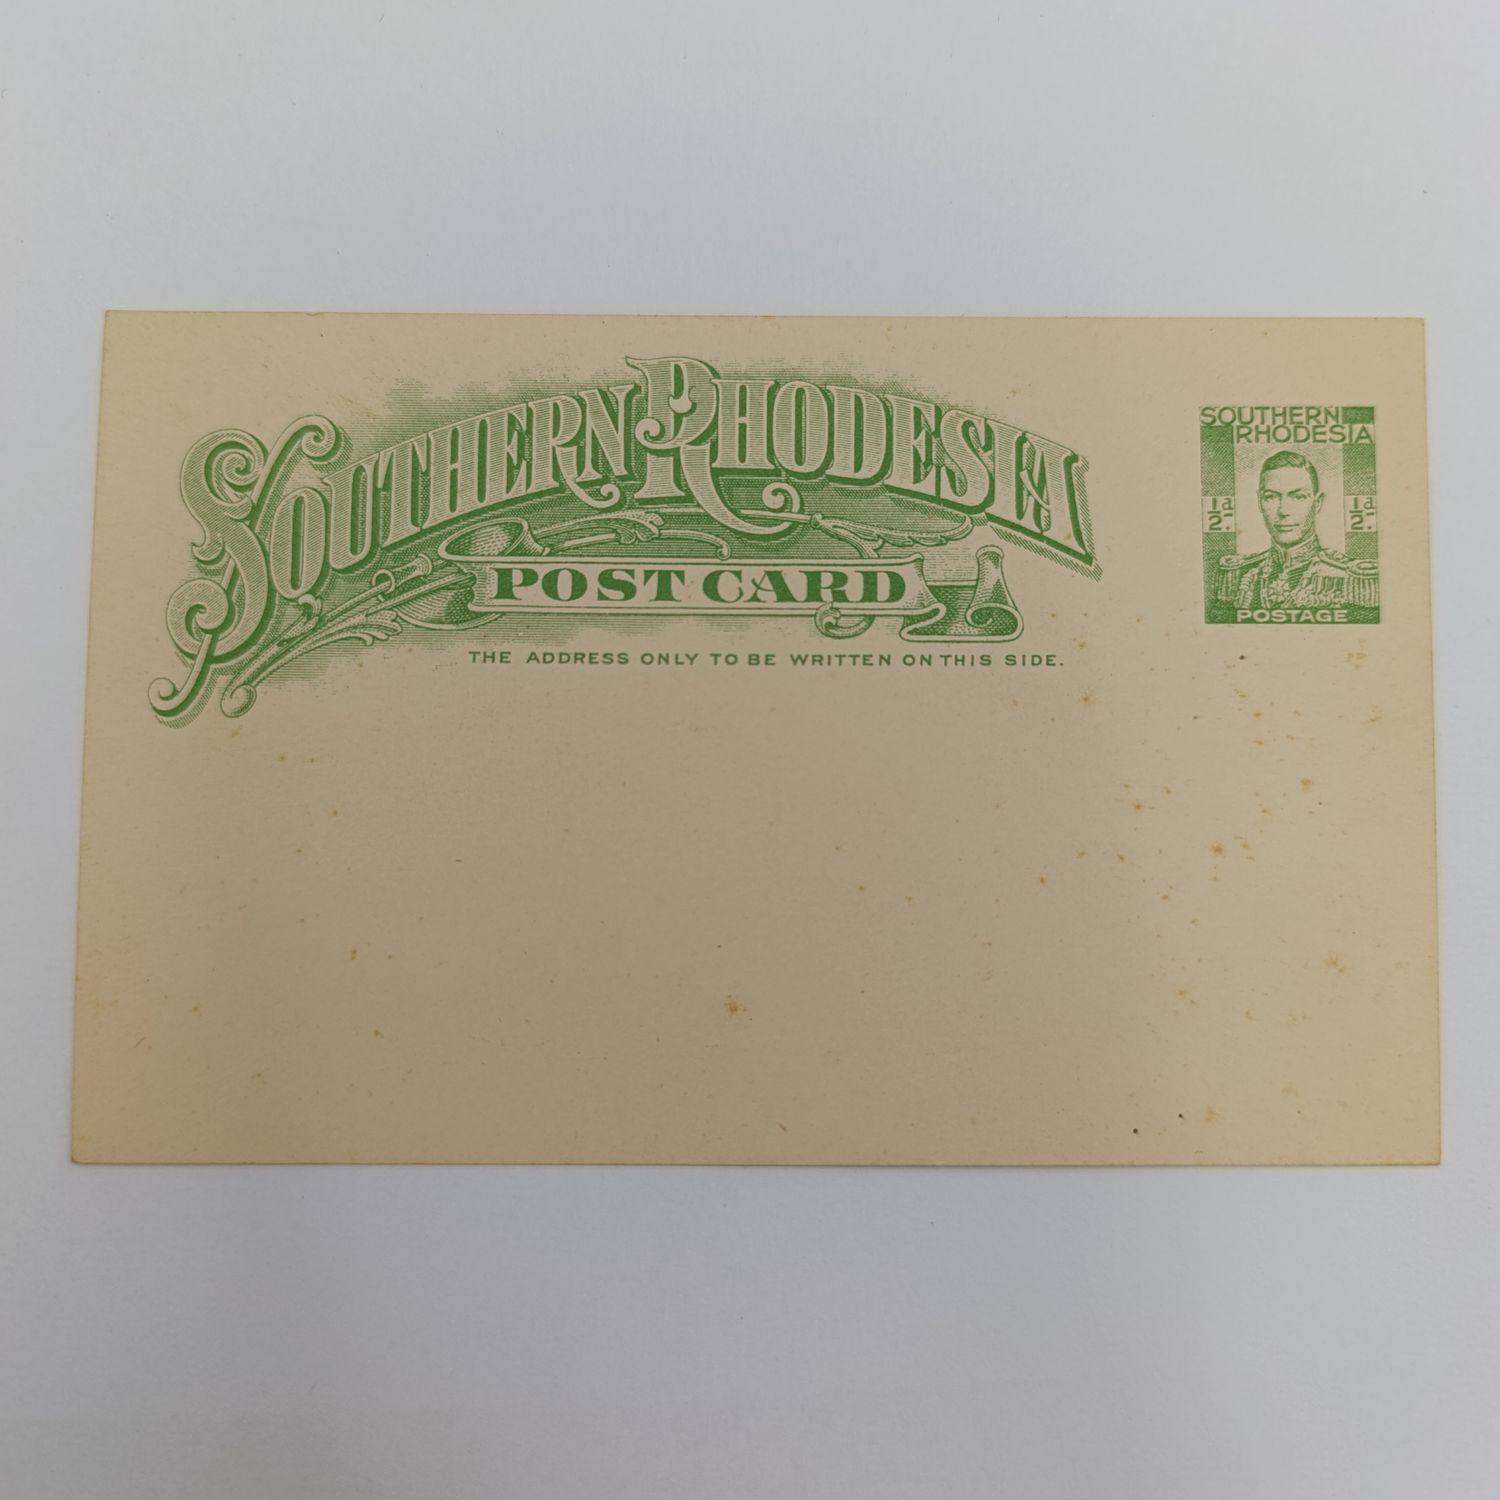 SOUTHERN RHODESIA
POST CARD
THE ADDRESS ONLY TO BE WRITTEN ON THIS SIDE.
SOUTHERN
RHODESIA
½d. ½d.
POSTAGE